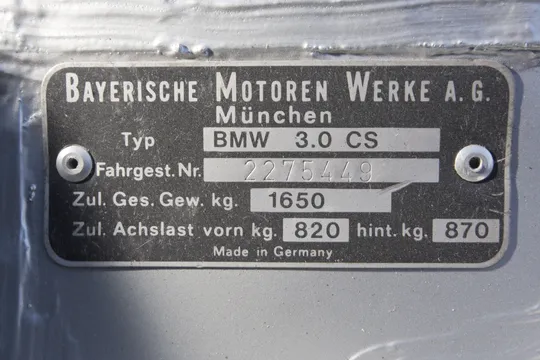 BAYERISCHE MOTOREN WERKE A. G.
München
Typ BMW 3.0 CS
Fahrgest. Nr. 2275449
Zul. Ges. Gew. kg. 1650
Zul. Achslast vorn kg. 820 hint. kg. 870
Made in Germany